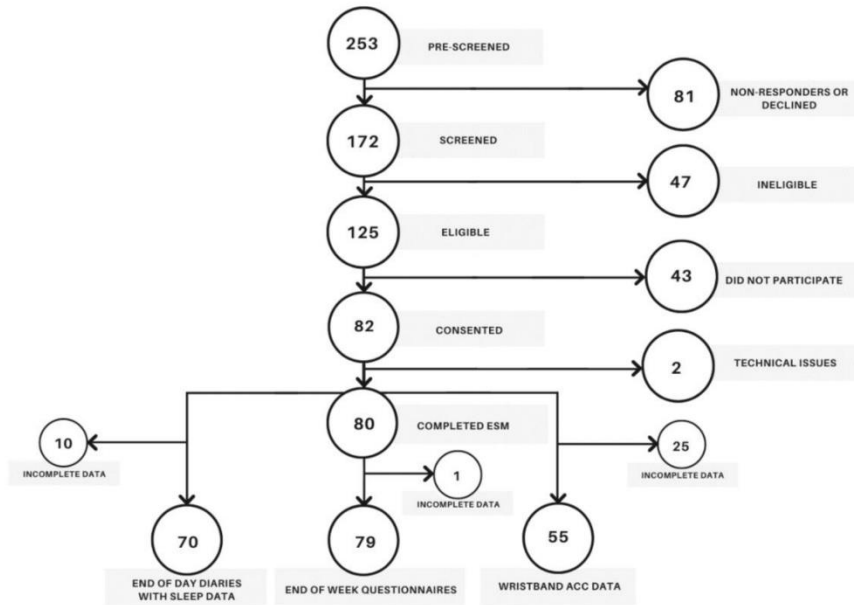 253
PRE-SCREENED
81
NON-RESPONDERS OR
DECLINED
172
SCREENED
47
INELIGIBLE
125
ELIGIBLE
43
DID NOT PARTICIPATE
82
CONSENTED
2
TECHNICAL ISSUES
80
COMPLETED ESM
10
INCOMPLETE DATA
1
INCOMPLETE DATA
25
INCOMPLETE DATA
70
END OF DAY DIARIES
WITH SLEEP DATA
79
END OF WEEK QUESTIONNAIRES
55
WRISTBAND ACC DATA